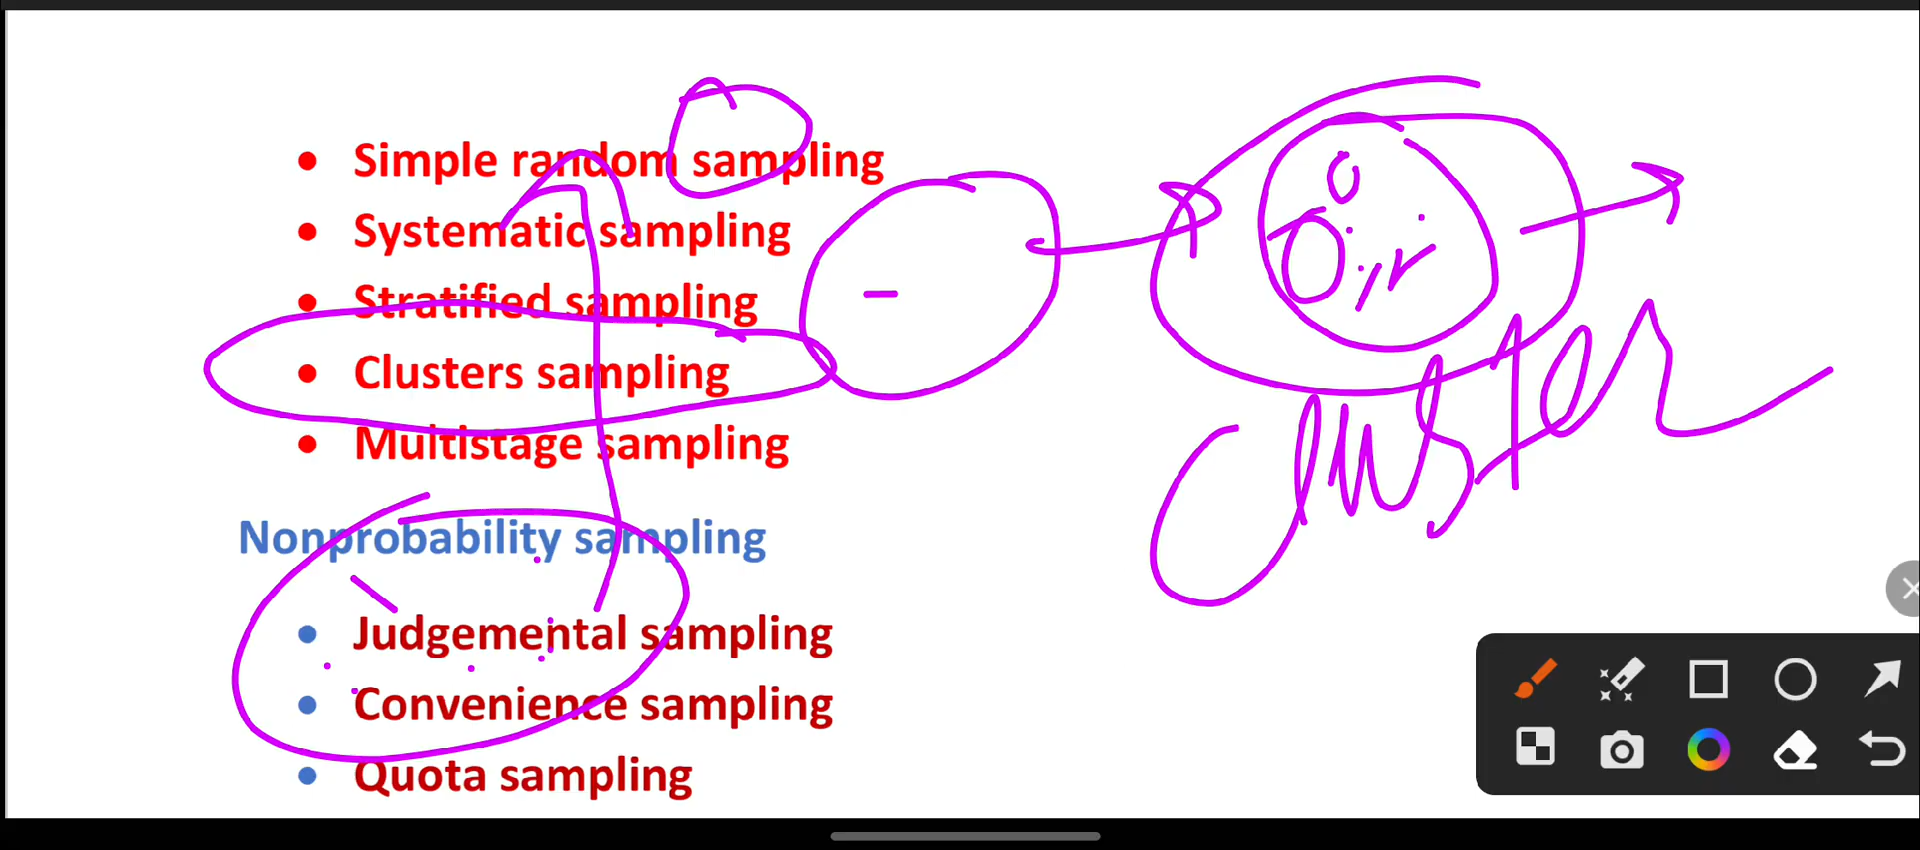 • Simple random sampling
• Systematic sampling
• Stratified sampling
• Clusters sampling
• Multistage sampling
cluster
Nonprobability sampling
• Judgemental sampling
• Convenience sampling
• Quota sampling